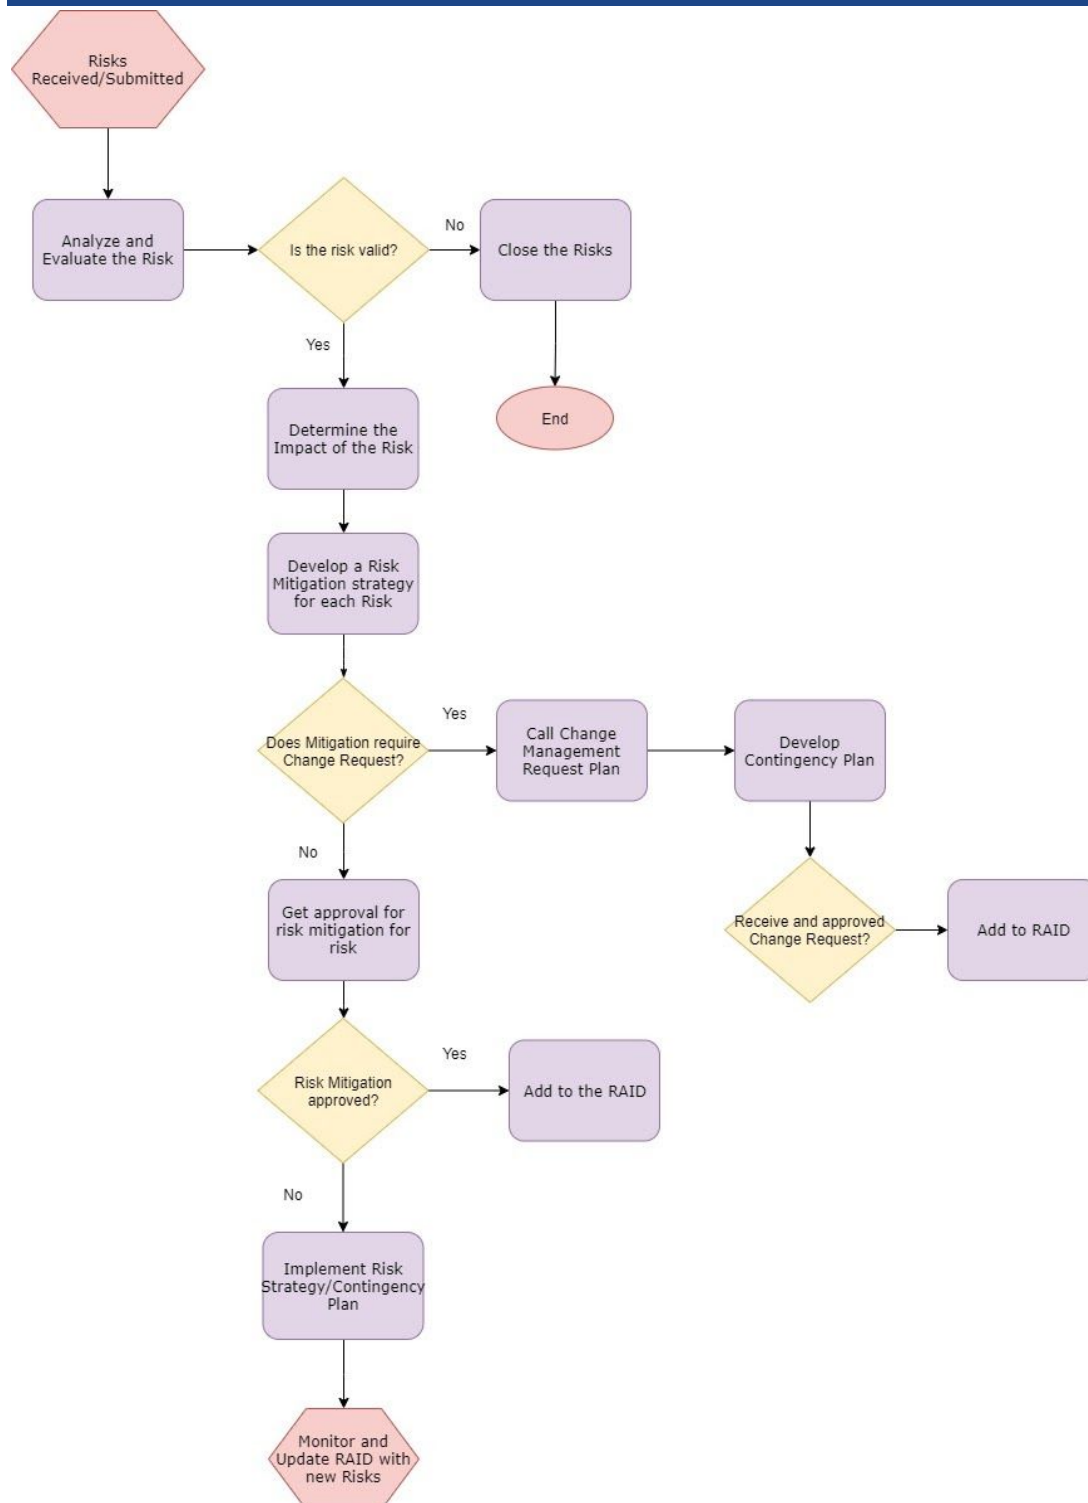 Risks
Received/Submitted
Analyze and
Evaluate the Risk
Is the risk valid?
No
Close the Risks
Yes
End
Determine the
Impact of the Risk
Develop a Risk
Mitigation strategy
for each Risk
Does Mitigation require
Change Request?
Yes
Call Change
Management
Request Plan
Develop
Contingency Plan
No
Get approval for
risk mitigation for
risk
Receive and approved
Change Request?
Add to RAID
Risk Mitigation
approved?
Yes
Add to the RAID
No
Implement Risk
Strategy/Contingency
Plan
Monitor and
Update RAID with
new Risks